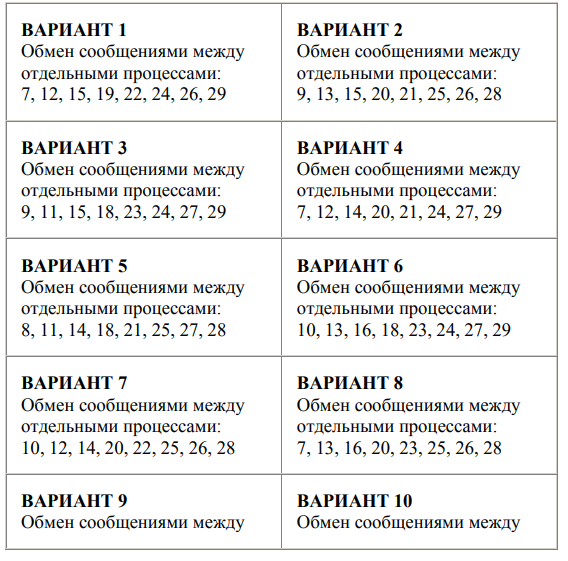 ВАРИАНТ 1
Обмен сообщениями между
отдельными процессами:
7, 12, 15, 19, 22, 24, 26, 29
ВАРИАНТ 2
Обмен сообщениями между
отдельными процессами:
9, 13, 15, 20, 21, 25, 26, 28
ВАРИАНТ 3
Обмен сообщениями между
отдельными процессами:
9, 11, 15, 18, 23, 24, 27, 29
ВАРИАНТ 4
Обмен сообщениями между
отдельными процессами:
7, 12, 14, 20, 21, 24, 27, 29
ВАРИАНТ 5
Обмен сообщениями между
отдельными процессами:
8, 11, 14, 18, 21, 25, 27, 28
ВАРИАНТ 6
Обмен сообщениями между
отдельными процессами:
10, 13, 16, 18, 23, 24, 27, 29
ВАРИАНТ 7
Обмен сообщениями между
отдельными процессами:
10, 12, 14, 20, 22, 25, 26, 28
ВАРИАНТ 8
Обмен сообщениями между
отдельными процессами:
7, 13, 16, 20, 23, 25, 26, 28
ВАРИАНТ 9
Обмен сообщениями между
ВАРИАНТ 10
Обмен сообщениями между